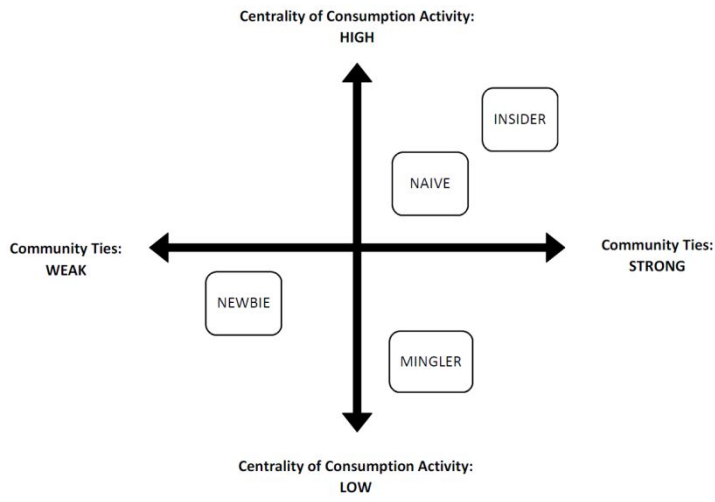 Centrality of Consumption Activity:
HIGH
INSIDER
NAIVE
Community Ties:
WEAK
Community Ties:
STRONG
NEWBIE
MINGLER
Centrality of Consumption Activity:
LOW